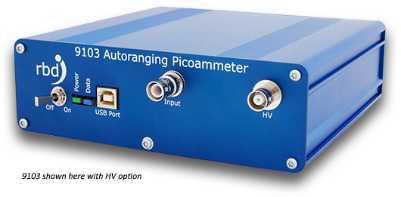 9103 Autoranging Picoammeter
rbd
Power
Data
Off
On
USB Port
Input
HV
9103 shown here with HV option